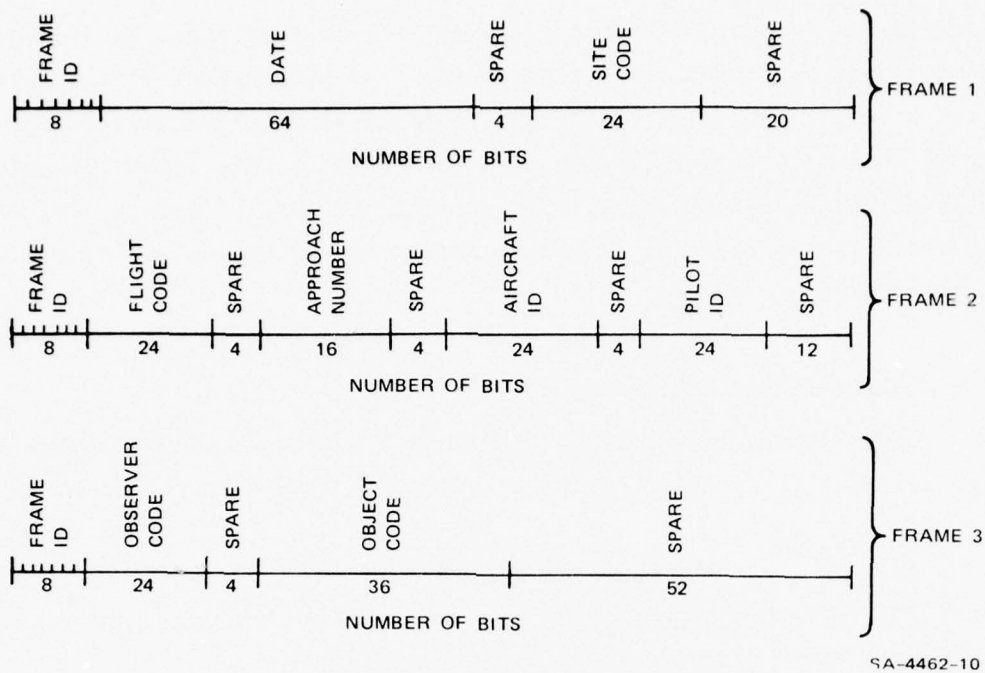 FRAME ID
DATE
SPARE
SITE CODE
SPARE
8 64 4 24 20
NUMBER OF BITS
FRAME 1
FRAME ID
FLIGHT CODE
SPARE
APPROACH NUMBER
SPARE
AIRCRAFT ID
SPARE
PILOT ID
SPARE
8 24 4 16 4 24 4 24 12
NUMBER OF BITS
FRAME 2
FRAME ID
OBSERVER CODE
SPARE
OBJECT CODE
SPARE
8 24 4 36 52
NUMBER OF BITS
FRAME 3
SA-4462-10